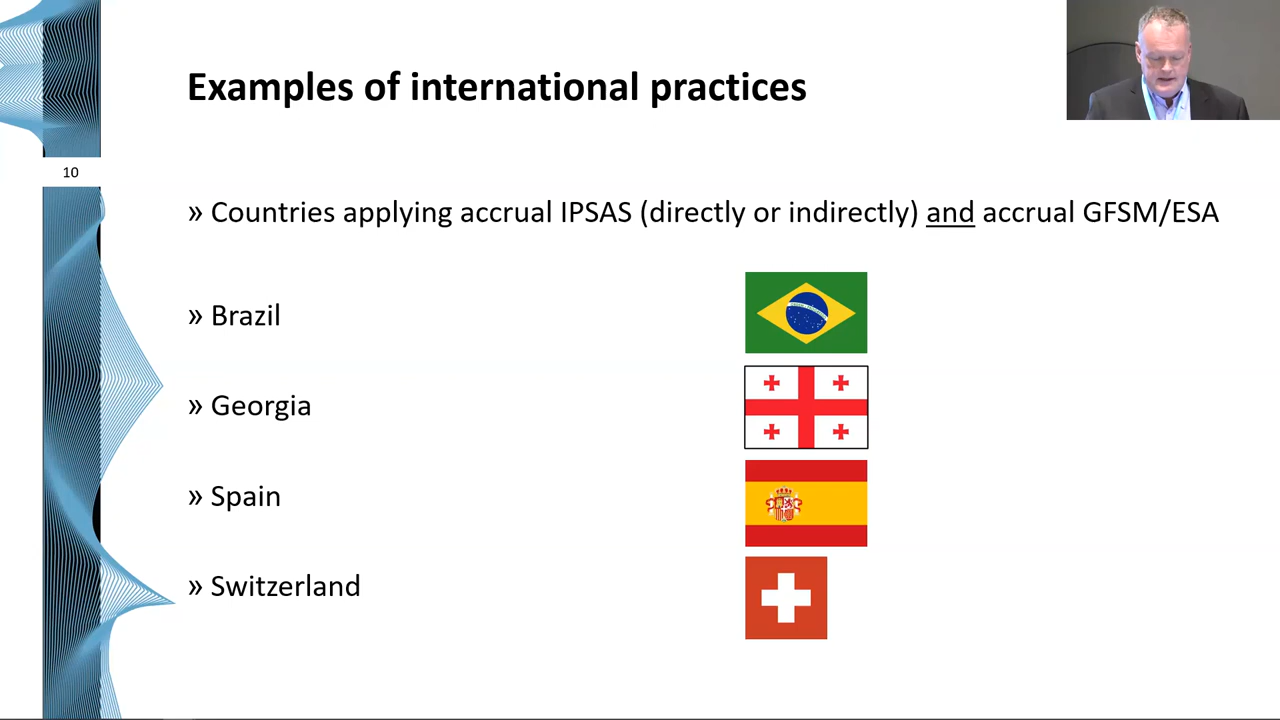 Examples of international practices
10
» Countries applying accrual IPSAS (directly or indirectly) and accrual GFSM/ESA
» Brazil
» Georgia
» Spain
» Switzerland